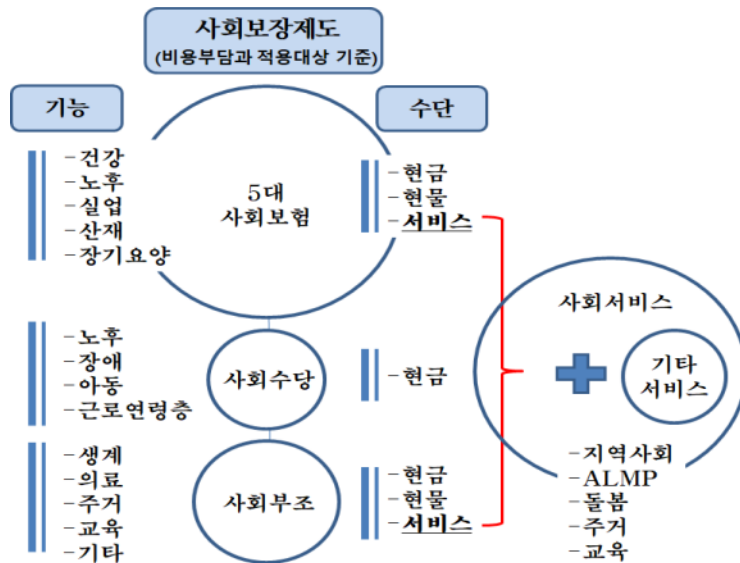 사회보장제도
(비용부담과 적용대상 기준)
기능
수단
-건강
-노후
-실업
-산재
-장기요양
5대
사회보험
-현금
-현물
-서비스
-노후
-장애
-아동
-근로연령층
사회수당
-현금
-생계
-의료
-주거
-교육
-기타
사회부조
-현금
-현물
-서비스
사회서비스
기타
서비스
-지역사회
-ALMP
-돌봄
-주거
-교육